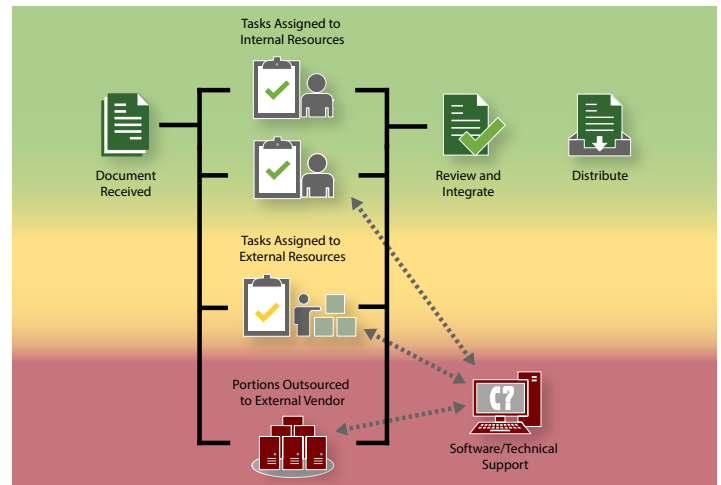 Tasks Assigned to
Internal Resources
Document
Received
Review and
Integrate
Distribute
Tasks Assigned to
External Resources
Portions Outsourced
to External Vendor
?
Software/Technical
Support